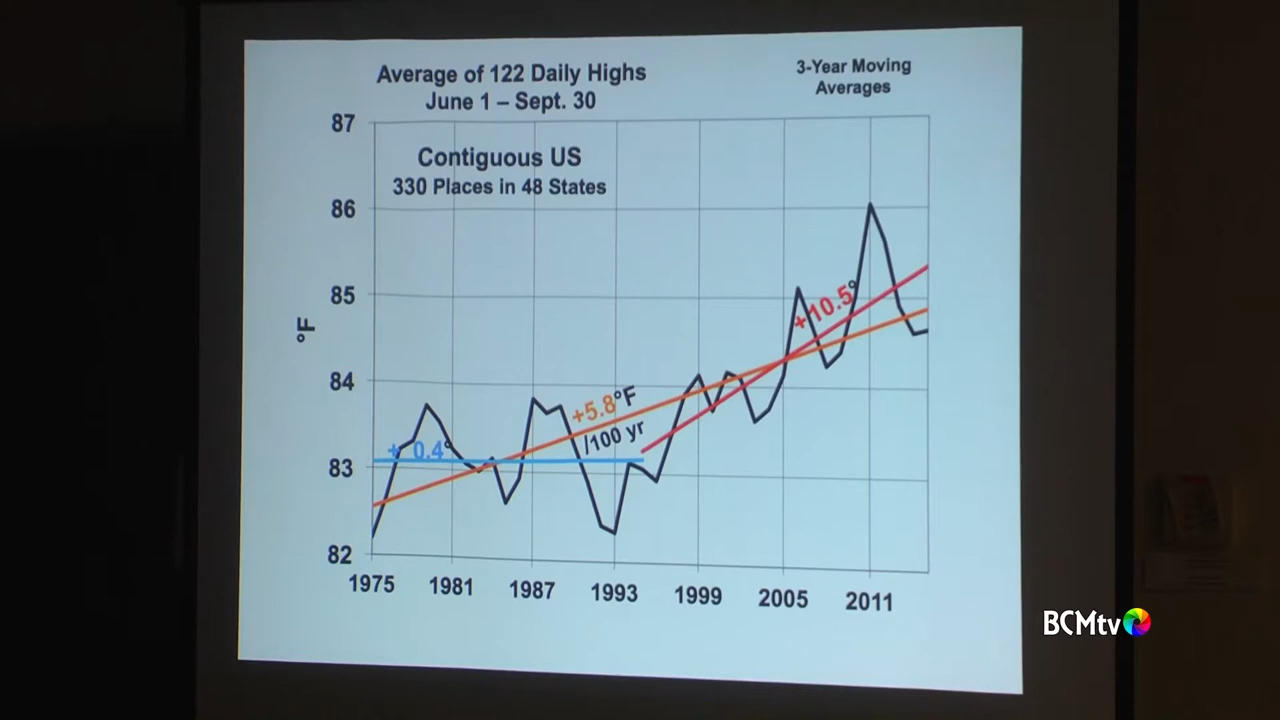 Average of 122 Daily Highs
June 1 – Sept. 30
3-Year Moving
Averages
Contiguous US
330 Places in 48 States
87
86
85
84
83
82
°F
+ 0.4°
+5.8°F
/100 yr
+10.5°
1975 1981 1987 1993 1999 2005 2011
BCMtv